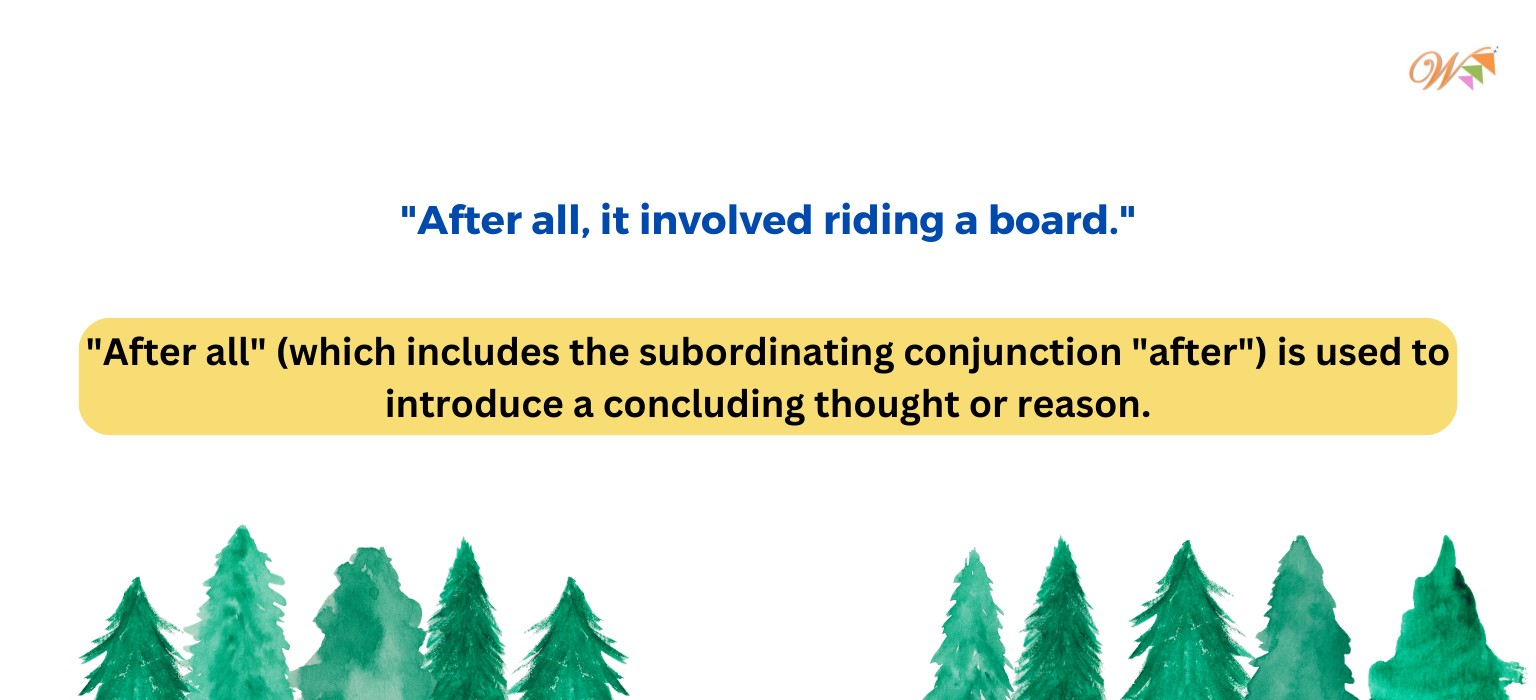 W
"After all, it involved riding a board."
"After all" (which includes the subordinating conjunction "after") is used to
introduce a concluding thought or reason.